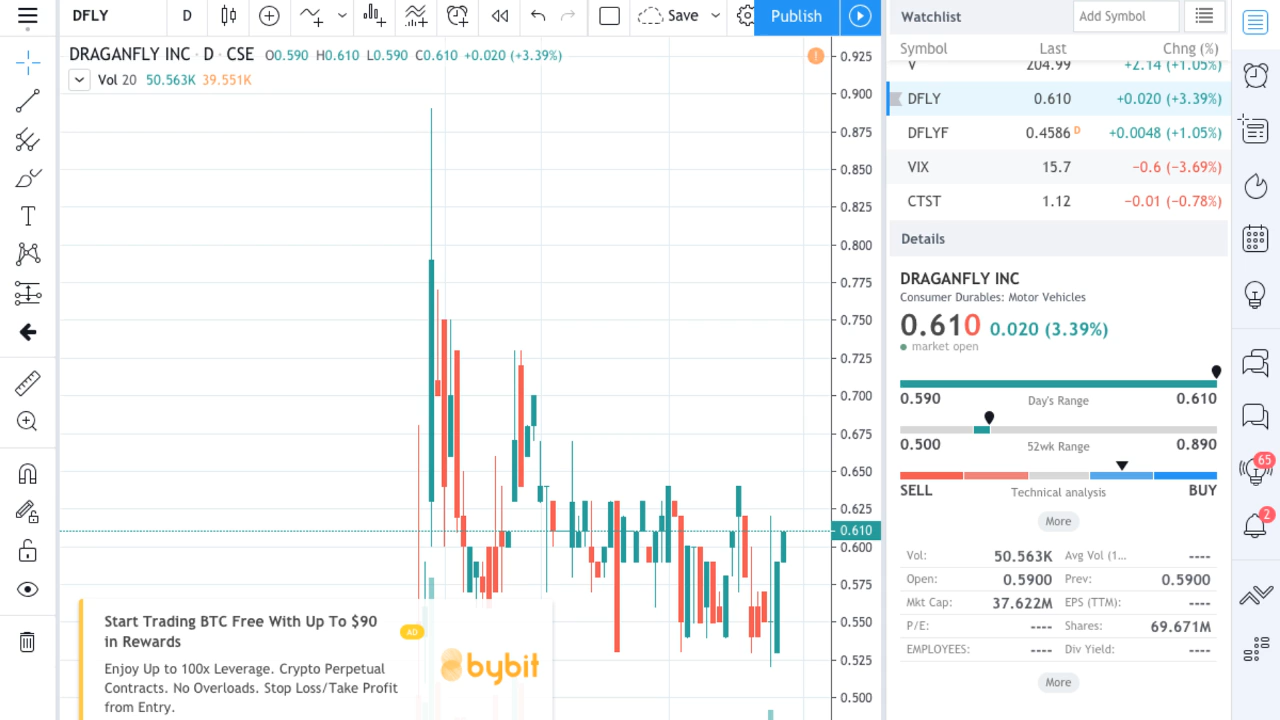 DFLY D Save Publish
DRAGANFLY INC · D · CSE O0.590 H0.610 L0.590 C0.610 +0.020 (+3.39%)
Vol 20 50.563K 39.551K
0.925
0.900
0.875
0.850
0.825
0.800
0.775
0.750
0.725
0.700
0.675
0.650
0.625
0.610
0.600
0.575
0.550
0.525
0.500
Start Trading BTC Free With Up To $90
in Rewards
AD
Enjoy Up to 100x Leverage. Crypto Perpetual
Contracts. No Overloads. Stop Loss/Take Profit
from Entry.
bybit
Watchlist Add Symbol
Symbol Last Chng (%)
V 204.99 +2.14 (+1.05%)
DFLY 0.610 +0.020 (+3.39%)
DFLYF 0.4586 D +0.0048 (+1.05%)
VIX 15.7 −0.6 (−3.69%)
CTST 1.12 −0.01 (−0.78%)
Details
DRAGANFLY INC
Consumer Durables: Motor Vehicles
0.610 0.020 (3.39%)
market open
0.590 Day's Range 0.610
0.500 52wk Range 0.890
SELL Technical analysis BUY
More
Vol: 50.563K Avg Vol (1... ----
Open: 0.5900 Prev: 0.5900
Mkt Cap: 37.622M EPS (TTM): ----
P/E: ---- Shares: 69.671M
EMPLOYEES: ---- Div Yield: ----
More
65
2